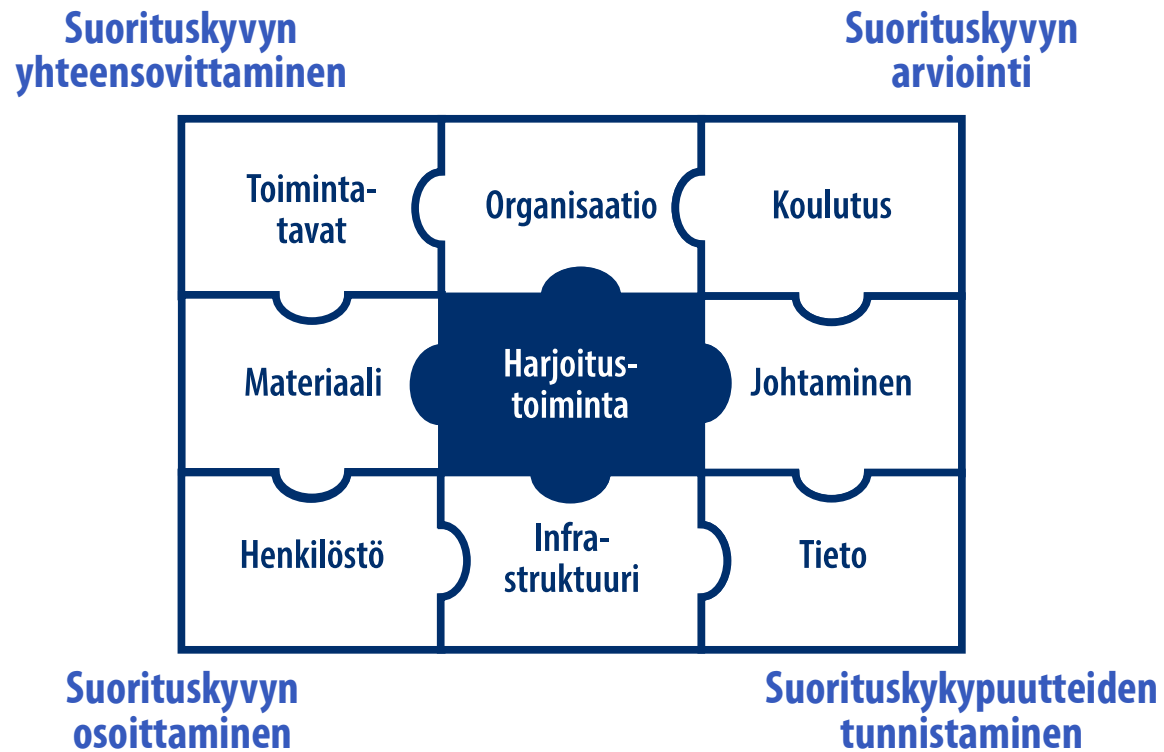 Suorituskyvyn
yhteensovittaminen
Suorituskyvyn
arviointi
Toiminta-
tavat
Organisaatio
Koulutus
Materiaali
Harjoitus-
toiminta
Johtaminen
Henkilöstö
Infra-
struktuuri
Tieto
Suorituskyvyn
osoittaminen
Suorituskykypuutteiden
tunnistaminen